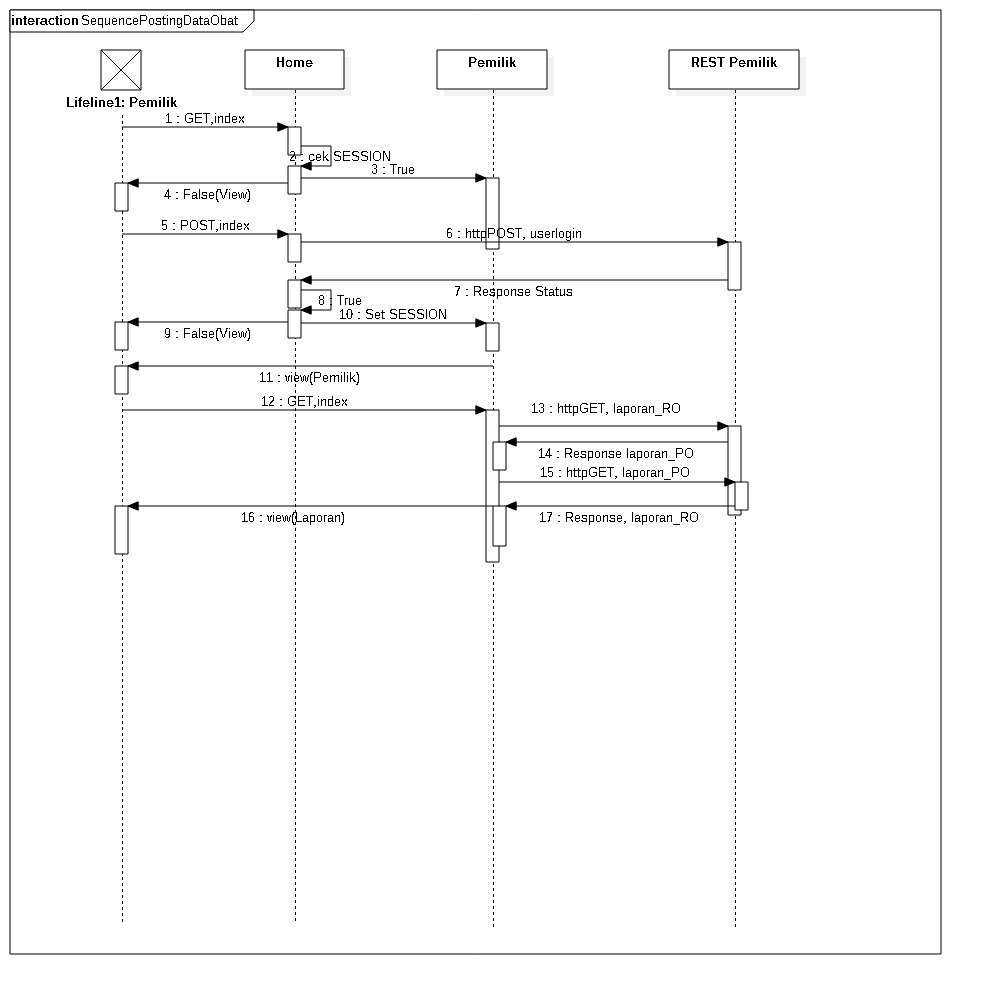 interaction SequencePostingDataObat
Home
Pemilik
REST Pemilik
Lifeline1: Pemilik
1 : GET,index
2 : cek SESSION
3 : True
4 : False(View)
5 : POST,index
6 : httpPOST, userlogin
7 : Response Status
8 : True
10 : Set SESSION
9 : False(View)
11 : view(Pemilik)
12 : GET,index
13 : httpGET, laporan_RO
14 : Response laporan_PO
15 : httpGET, laporan_PO
16 : view(Laporan)
17 : Response, laporan_RO